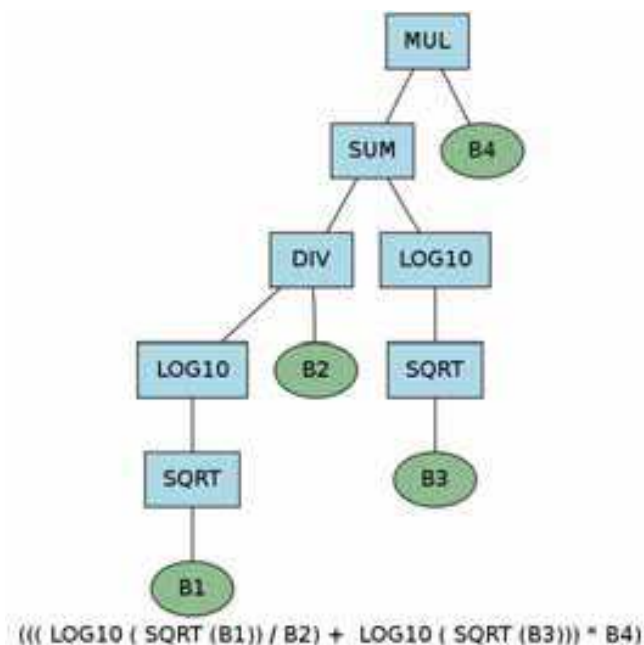 MUL
SUM B4
DIV LOG10
LOG10 B2 SQRT
SQRT B3
B1
((( LOG10 ( SQRT (B1)) / B2) + LOG10 ( SQRT (B3))) * B4)